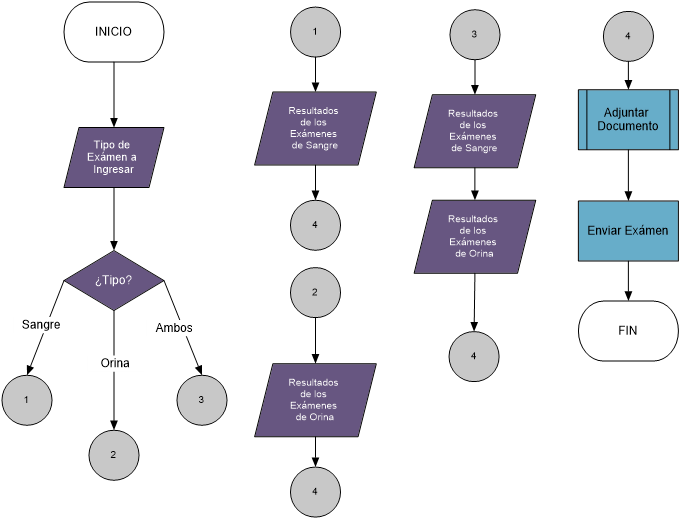 INICIO
Tipo de
Exámen a
Ingresar
¿Tipo?
Sangre
Orina
Ambos
1
2
3
1
Resultados
de los
Exámenes
de Sangre
4
2
Resultados
de los
Exámenes
de Orina
4
3
Resultados
de los
Exámenes
de Sangre
Resultados
de los
Exámenes
de Orina
4
4
Adjuntar
Documento
Enviar Exámen
FIN